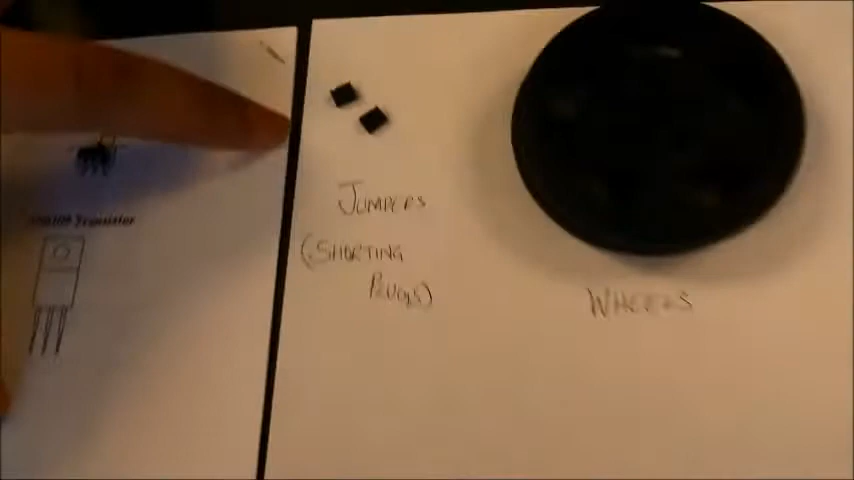 Transistor
JUMPERS
(SHORTING
PLUGS)
WHEELS